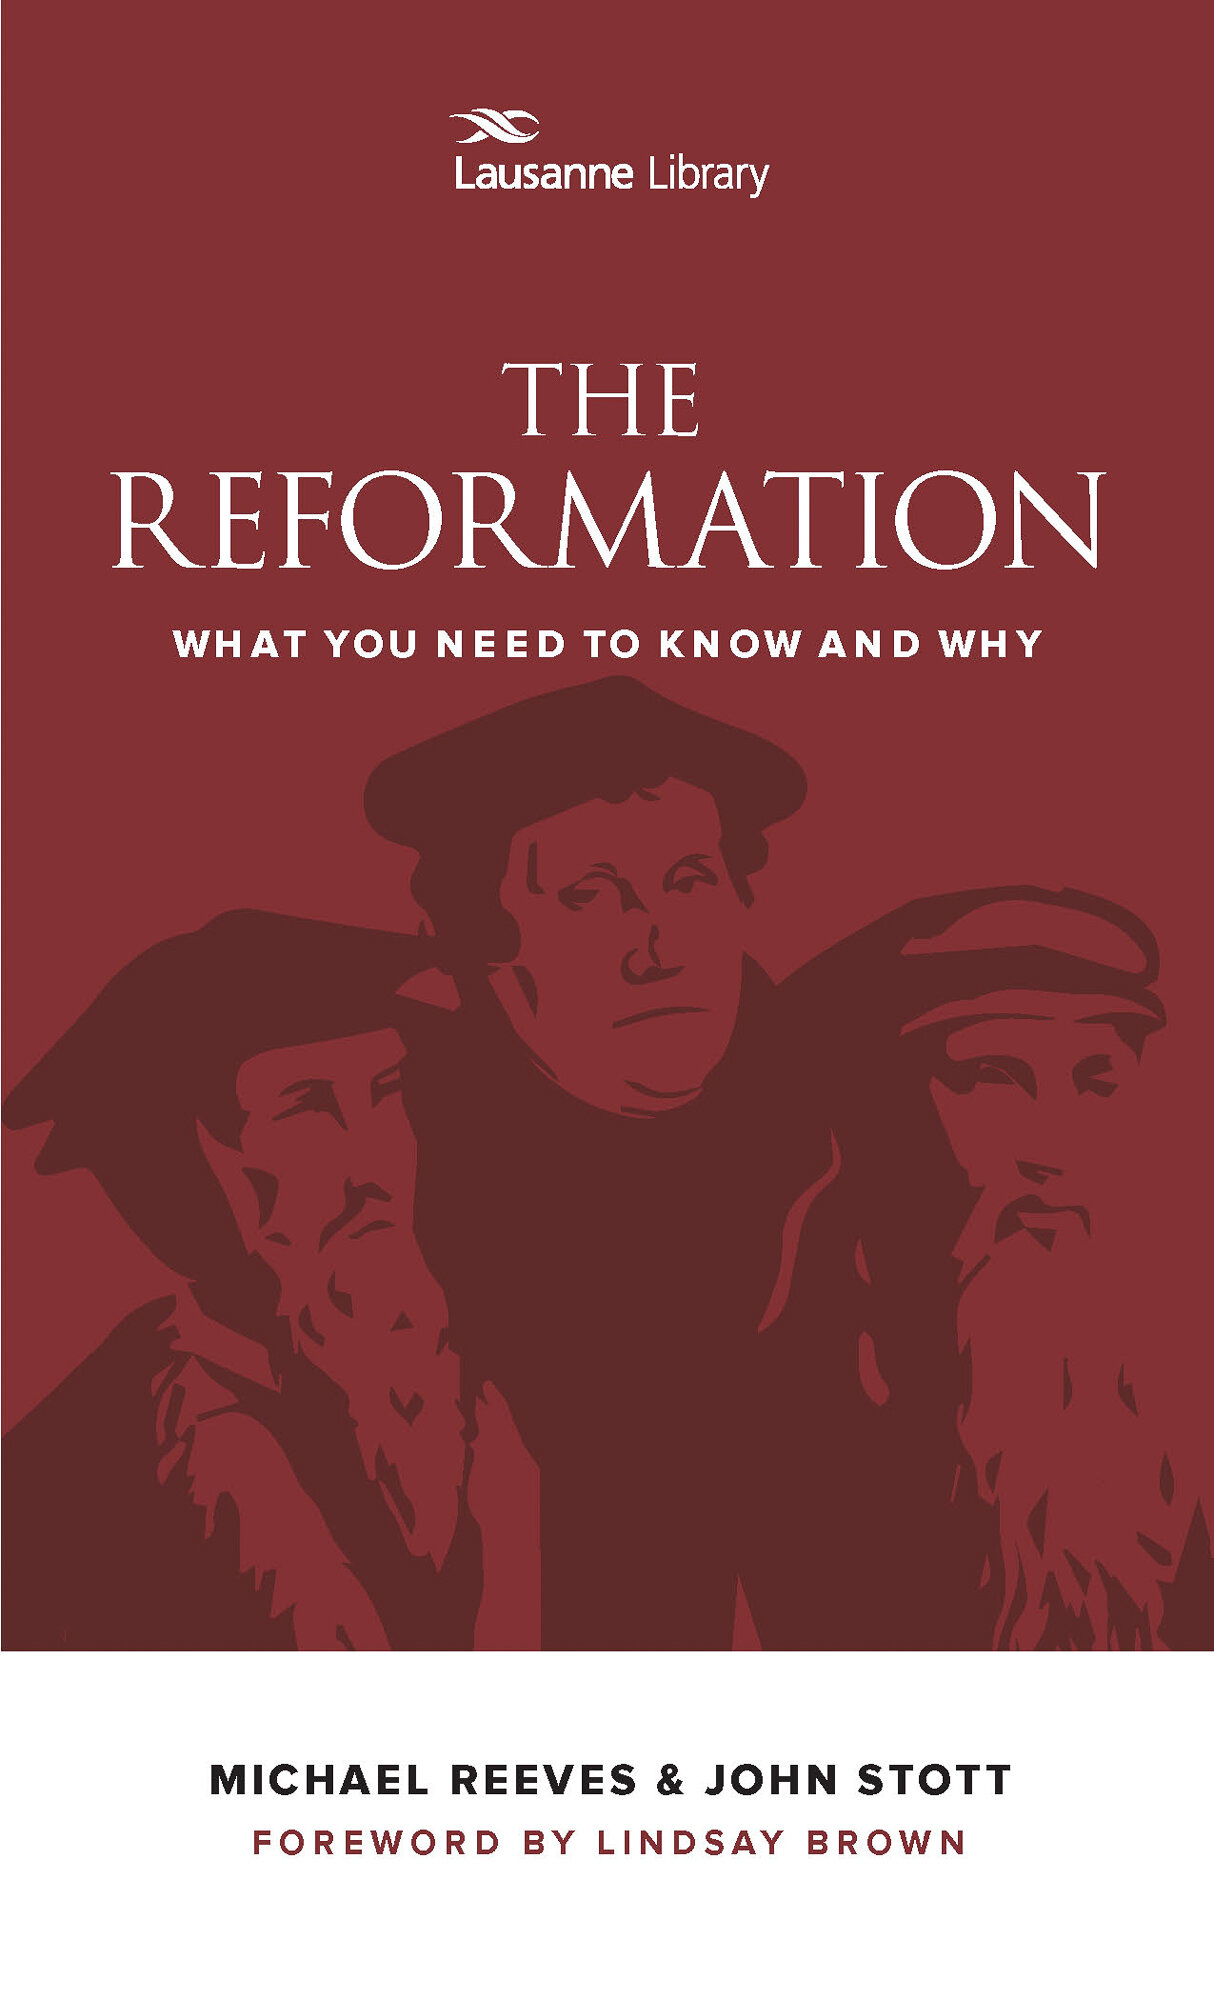 Lausanne Library
THE
REFORMATION
WHAT YOU NEED TO KNOW AND WHY
MICHAEL REEVES & JOHN STOTT
FOREWORD BY LINDSAY BROWN